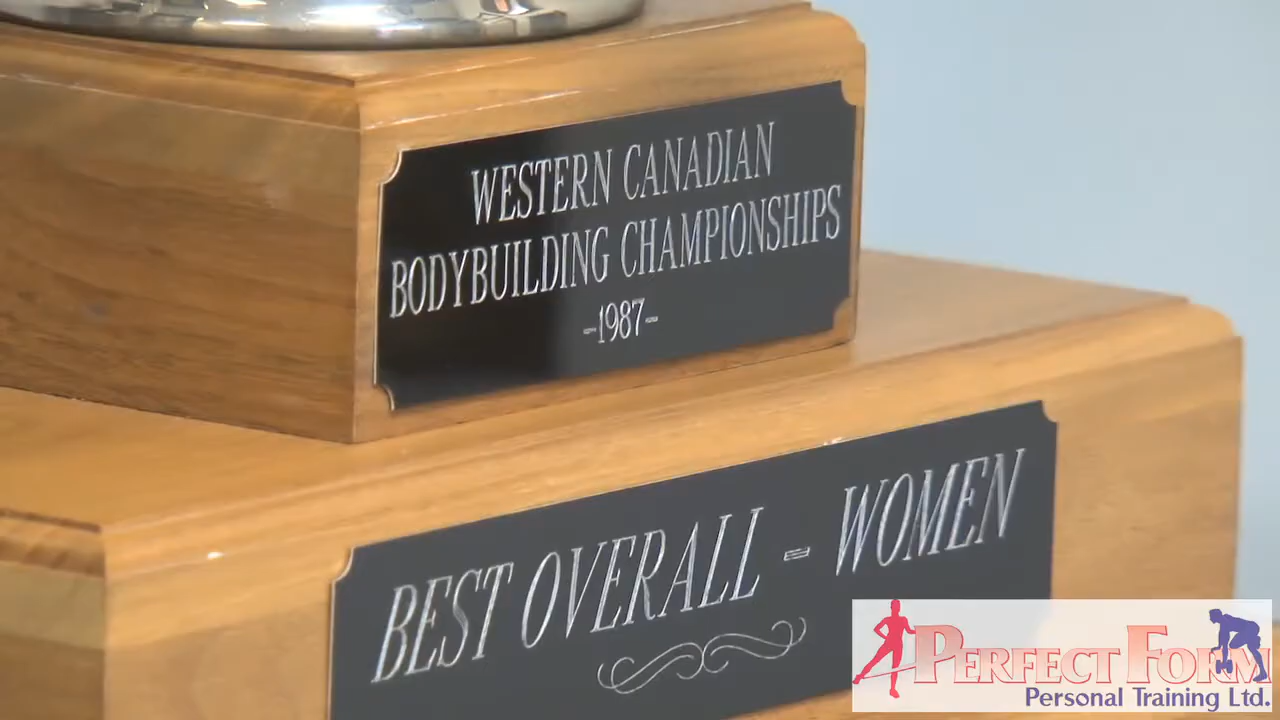 WESTERN CANADIAN
BODYBUILDING CHAMPIONSHIPS
-1987-
BEST OVERALL - WOMEN
PERFECT FORM
Personal Training Ltd.